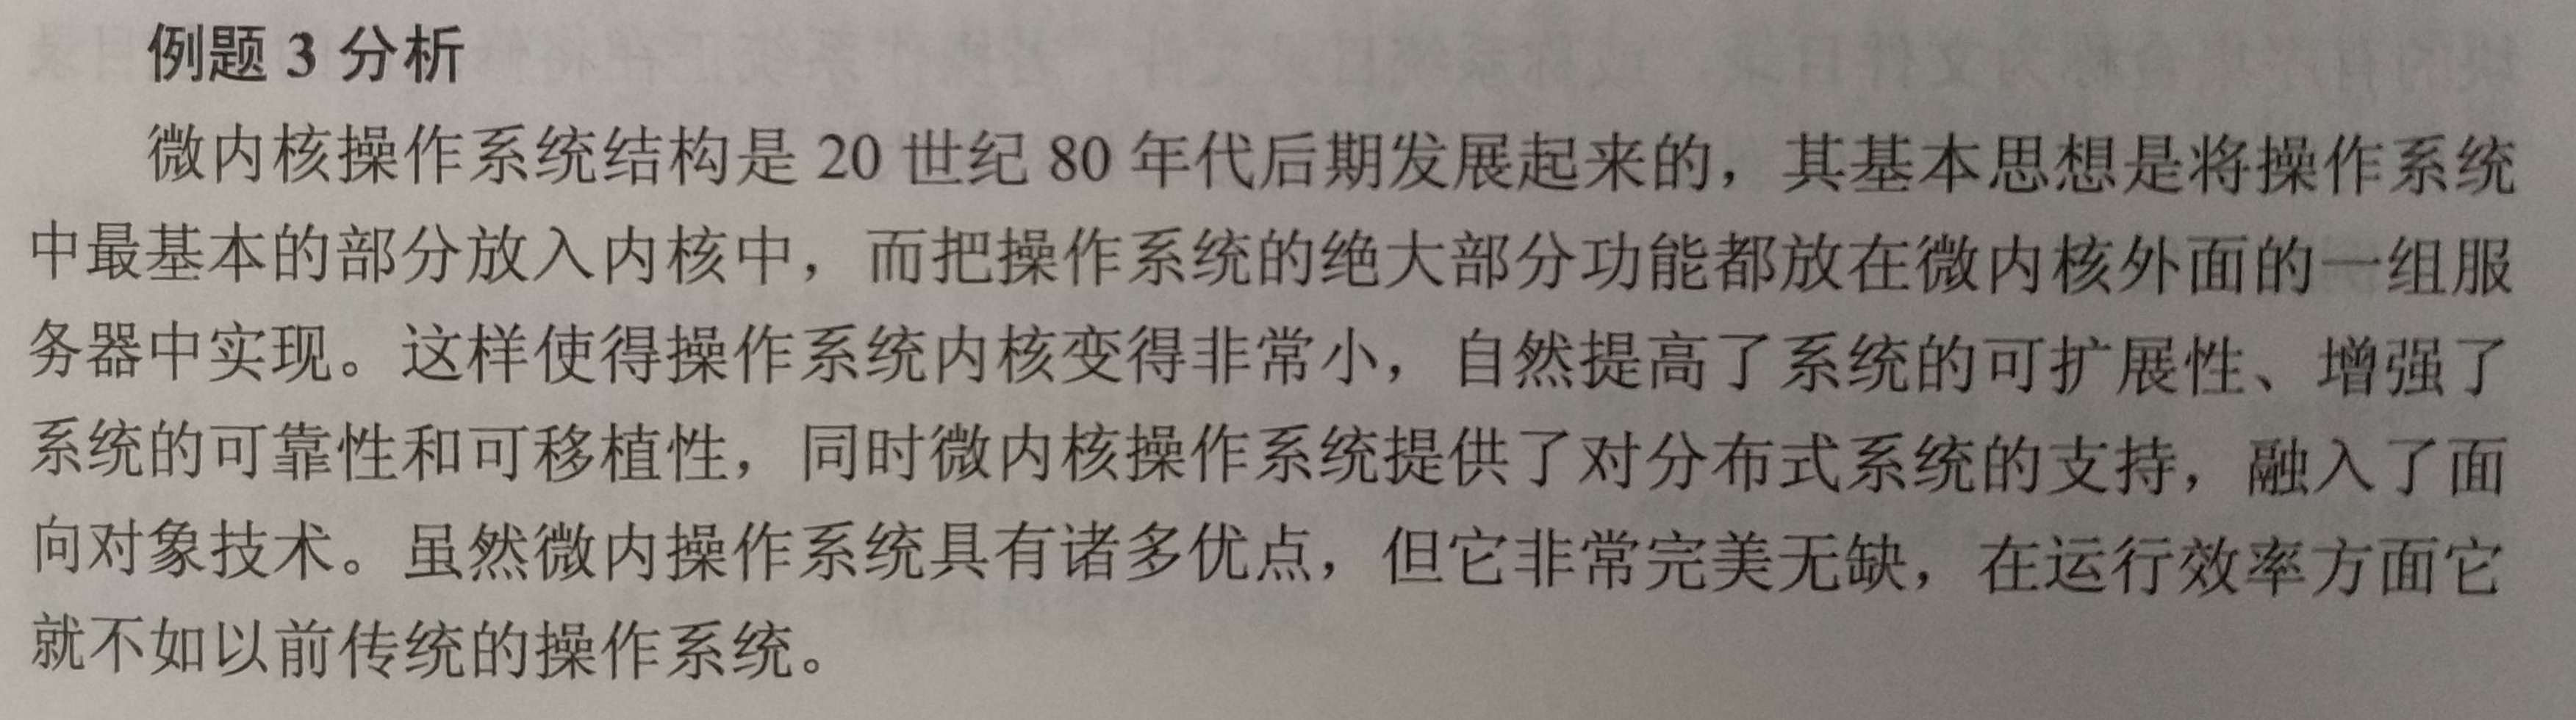 例题 3 分析
微内核操作系统结构是 20 世纪 80 年代后期发展起来的，其基本思想是将操作系统
中最基本的部分放入内核中，而把操作系统的绝大部分功能都放在微内核外面的一组服
务器中实现。这样使得操作系统内核变得非常小，自然提高了系统的可扩展性、增强了
系统的可靠性和可移植性，同时微内核操作系统提供了对分布式系统的支持，融入了面
向对象技术。虽然微内操作系统具有诸多优点，但它非常完美无缺，在运行效率方面它
就不如以前传统的操作系统。